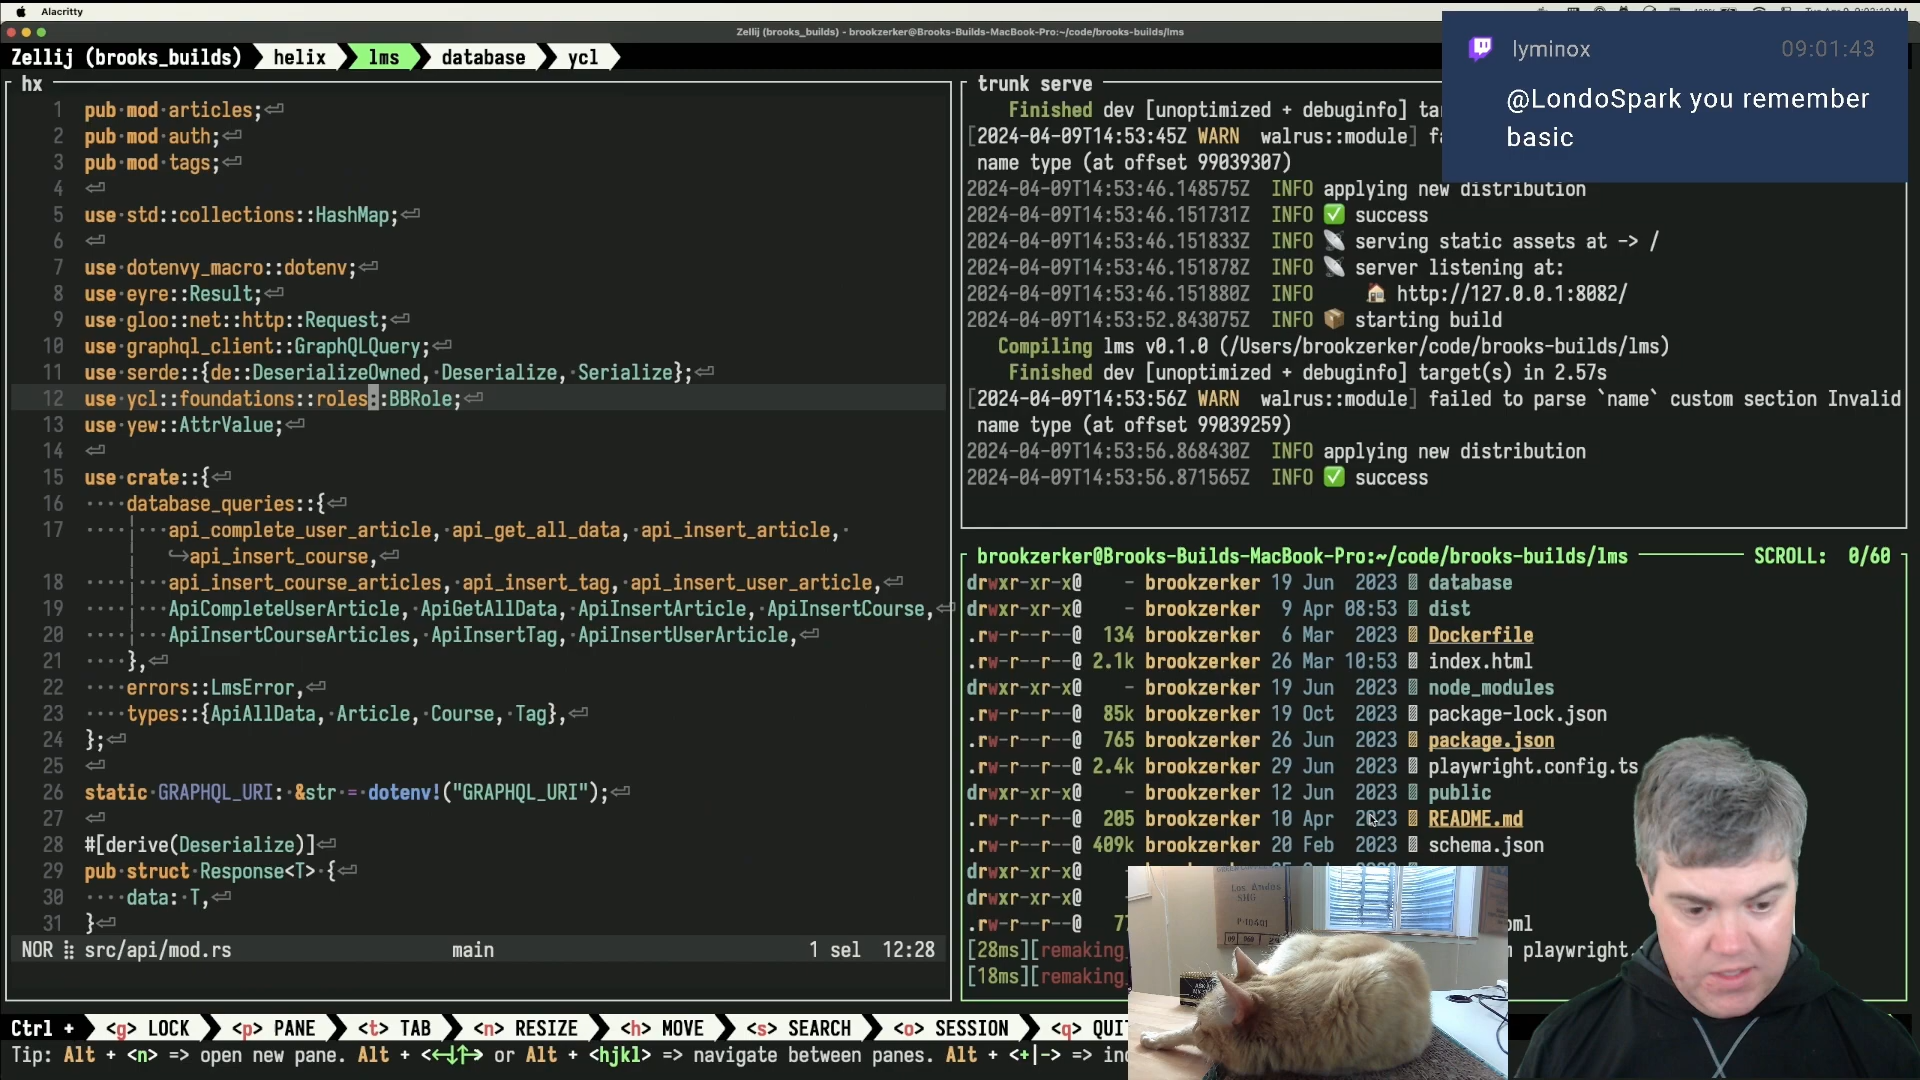 Alacritty
Zellij (brooks_builds) - brookzerker@Brooks-Builds-MacBook-Pro:~/code/brooks-builds/lms
Zellij (brooks_builds) helix lms database ycl
hx
1 pub·mod·articles;⏎
2 pub·mod·auth;⏎
3 pub·mod·tags;⏎
4 ⏎
5 use·std::collections::HashMap;⏎
6 ⏎
7 use·dotenvy_macro::dotenv;⏎
8 use·eyre::Result;⏎
9 use·gloo::net::http::Request;⏎
10 use·graphql_client::GraphQLQuery;⏎
11 use·serde::{de::DeserializeOwned,·Deserialize,·Serialize};⏎
12 use·ycl::foundations::roles::BBRole;⏎
13 use·yew::AttrValue;⏎
14 ⏎
15 use·crate::{⏎
16 ····database_queries::{⏎
17 ········api_complete_user_article,·api_get_all_data,·api_insert_article,·
↪api_insert_course,⏎
18 ········api_insert_course_articles,·api_insert_tag,·api_insert_user_article,⏎
19 ········ApiCompleteUserArticle,·ApiGetAllData,·ApiInsertArticle,·ApiInsertCourse,⏎
20 ········ApiInsertCourseArticles,·ApiInsertTag,·ApiInsertUserArticle,⏎
21 ····},⏎
22 ····errors::LmsError,⏎
23 ····types::{ApiAllData,·Article,·Course,·Tag},⏎
24 };⏎
25 ⏎
26 static·GRAPHQL_URI:·&str·=·dotenv!("GRAPHQL_URI");⏎
27 ⏎
28 #[derive(Deserialize)]⏎
29 pub·struct·Response<T>·{⏎
30 ····data:·T,⏎
31 }⏎
NOR src/api/mod.rs main 1 sel 12:28
trunk serve
Finished dev [unoptimized + debuginfo]
[2024-04-09T14:53:45Z WARN walrus::module]
name type (at offset 99039307)
2024-04-09T14:53:46.148575Z INFO applying new distribution
2024-04-09T14:53:46.151731Z INFO ✅ success
2024-04-09T14:53:46.151833Z INFO 📡 serving static assets at -> /
2024-04-09T14:53:46.151878Z INFO 📡 server listening at:
2024-04-09T14:53:46.151880Z INFO 🏠 http://127.0.0.1:8082/
2024-04-09T14:53:52.843075Z INFO 📦 starting build
Compiling lms v0.1.0 (/Users/brookzerker/code/brooks-builds/lms)
Finished dev [unoptimized + debuginfo] target(s) in 2.57s
[2024-04-09T14:53:56Z WARN walrus::module] failed to parse `name` custom section Invalid
name type (at offset 99039259)
2024-04-09T14:53:56.868430Z INFO applying new distribution
2024-04-09T14:53:56.871565Z INFO ✅ success
lyminox 09:01:43
@LondoSpark you remember
basic
brookzerker@Brooks-Builds-MacBook-Pro:~/code/brooks-builds/lms SCROLL: 0/60
drwxr-xr-x@ - brookzerker 19 Jun 2023 database
drwxr-xr-x@ - brookzerker 9 Apr 08:53 dist
.rw-r--r--@ 134 brookzerker 6 Mar 2023 Dockerfile
.rw-r--r--@ 2.1k brookzerker 26 Mar 10:53 index.html
drwxr-xr-x@ - brookzerker 19 Jun 2023 node_modules
.rw-r--r--@ 85k brookzerker 19 Oct 2023 package-lock.json
.rw-r--r--@ 765 brookzerker 26 Jun 2023 package.json
.rw-r--r--@ 2.4k brookzerker 29 Jun 2023 playwright.config.ts
drwxr-xr-x@ - brookzerker 12 Jun 2023 public
.rw-r--r--@ 205 brookzerker 10 Apr 2023 README.md
.rw-r--r--@ 409k brookzerker 20 Feb 2023 schema.json
drwxr-xr-x@
drwxr-xr-x@
.rw-r--r--@
[28ms][remaking playwright.
[18ms][remaking
Los Andes
SHG
Ctrl + <g> LOCK <p> PANE <t> TAB <n> RESIZE <h> MOVE <s> SEARCH <o> SESSION <q>
Tip: Alt + <n> => open new pane. Alt + <←↓↑→> or Alt + <hjkl> => navigate between panes. Alt + <+|-> =>